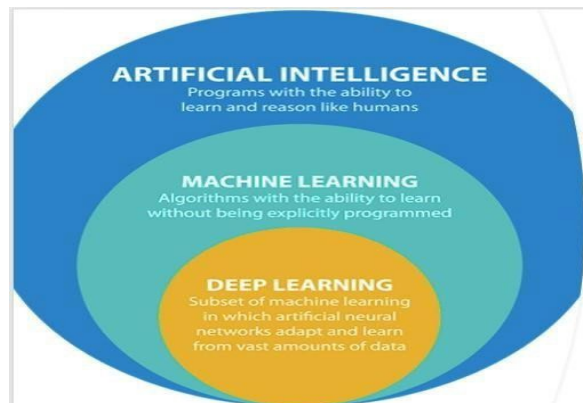 ARTIFICIAL INTELLIGENCE
Programs with the ability to
learn and reason like humans
MACHINE LEARNING
Algorithms with the ability to learn
without being explicitly programmed
DEEP LEARNING
Subset of machine learning
in which artificial neural
networks adapt and learn
from vast amounts of data